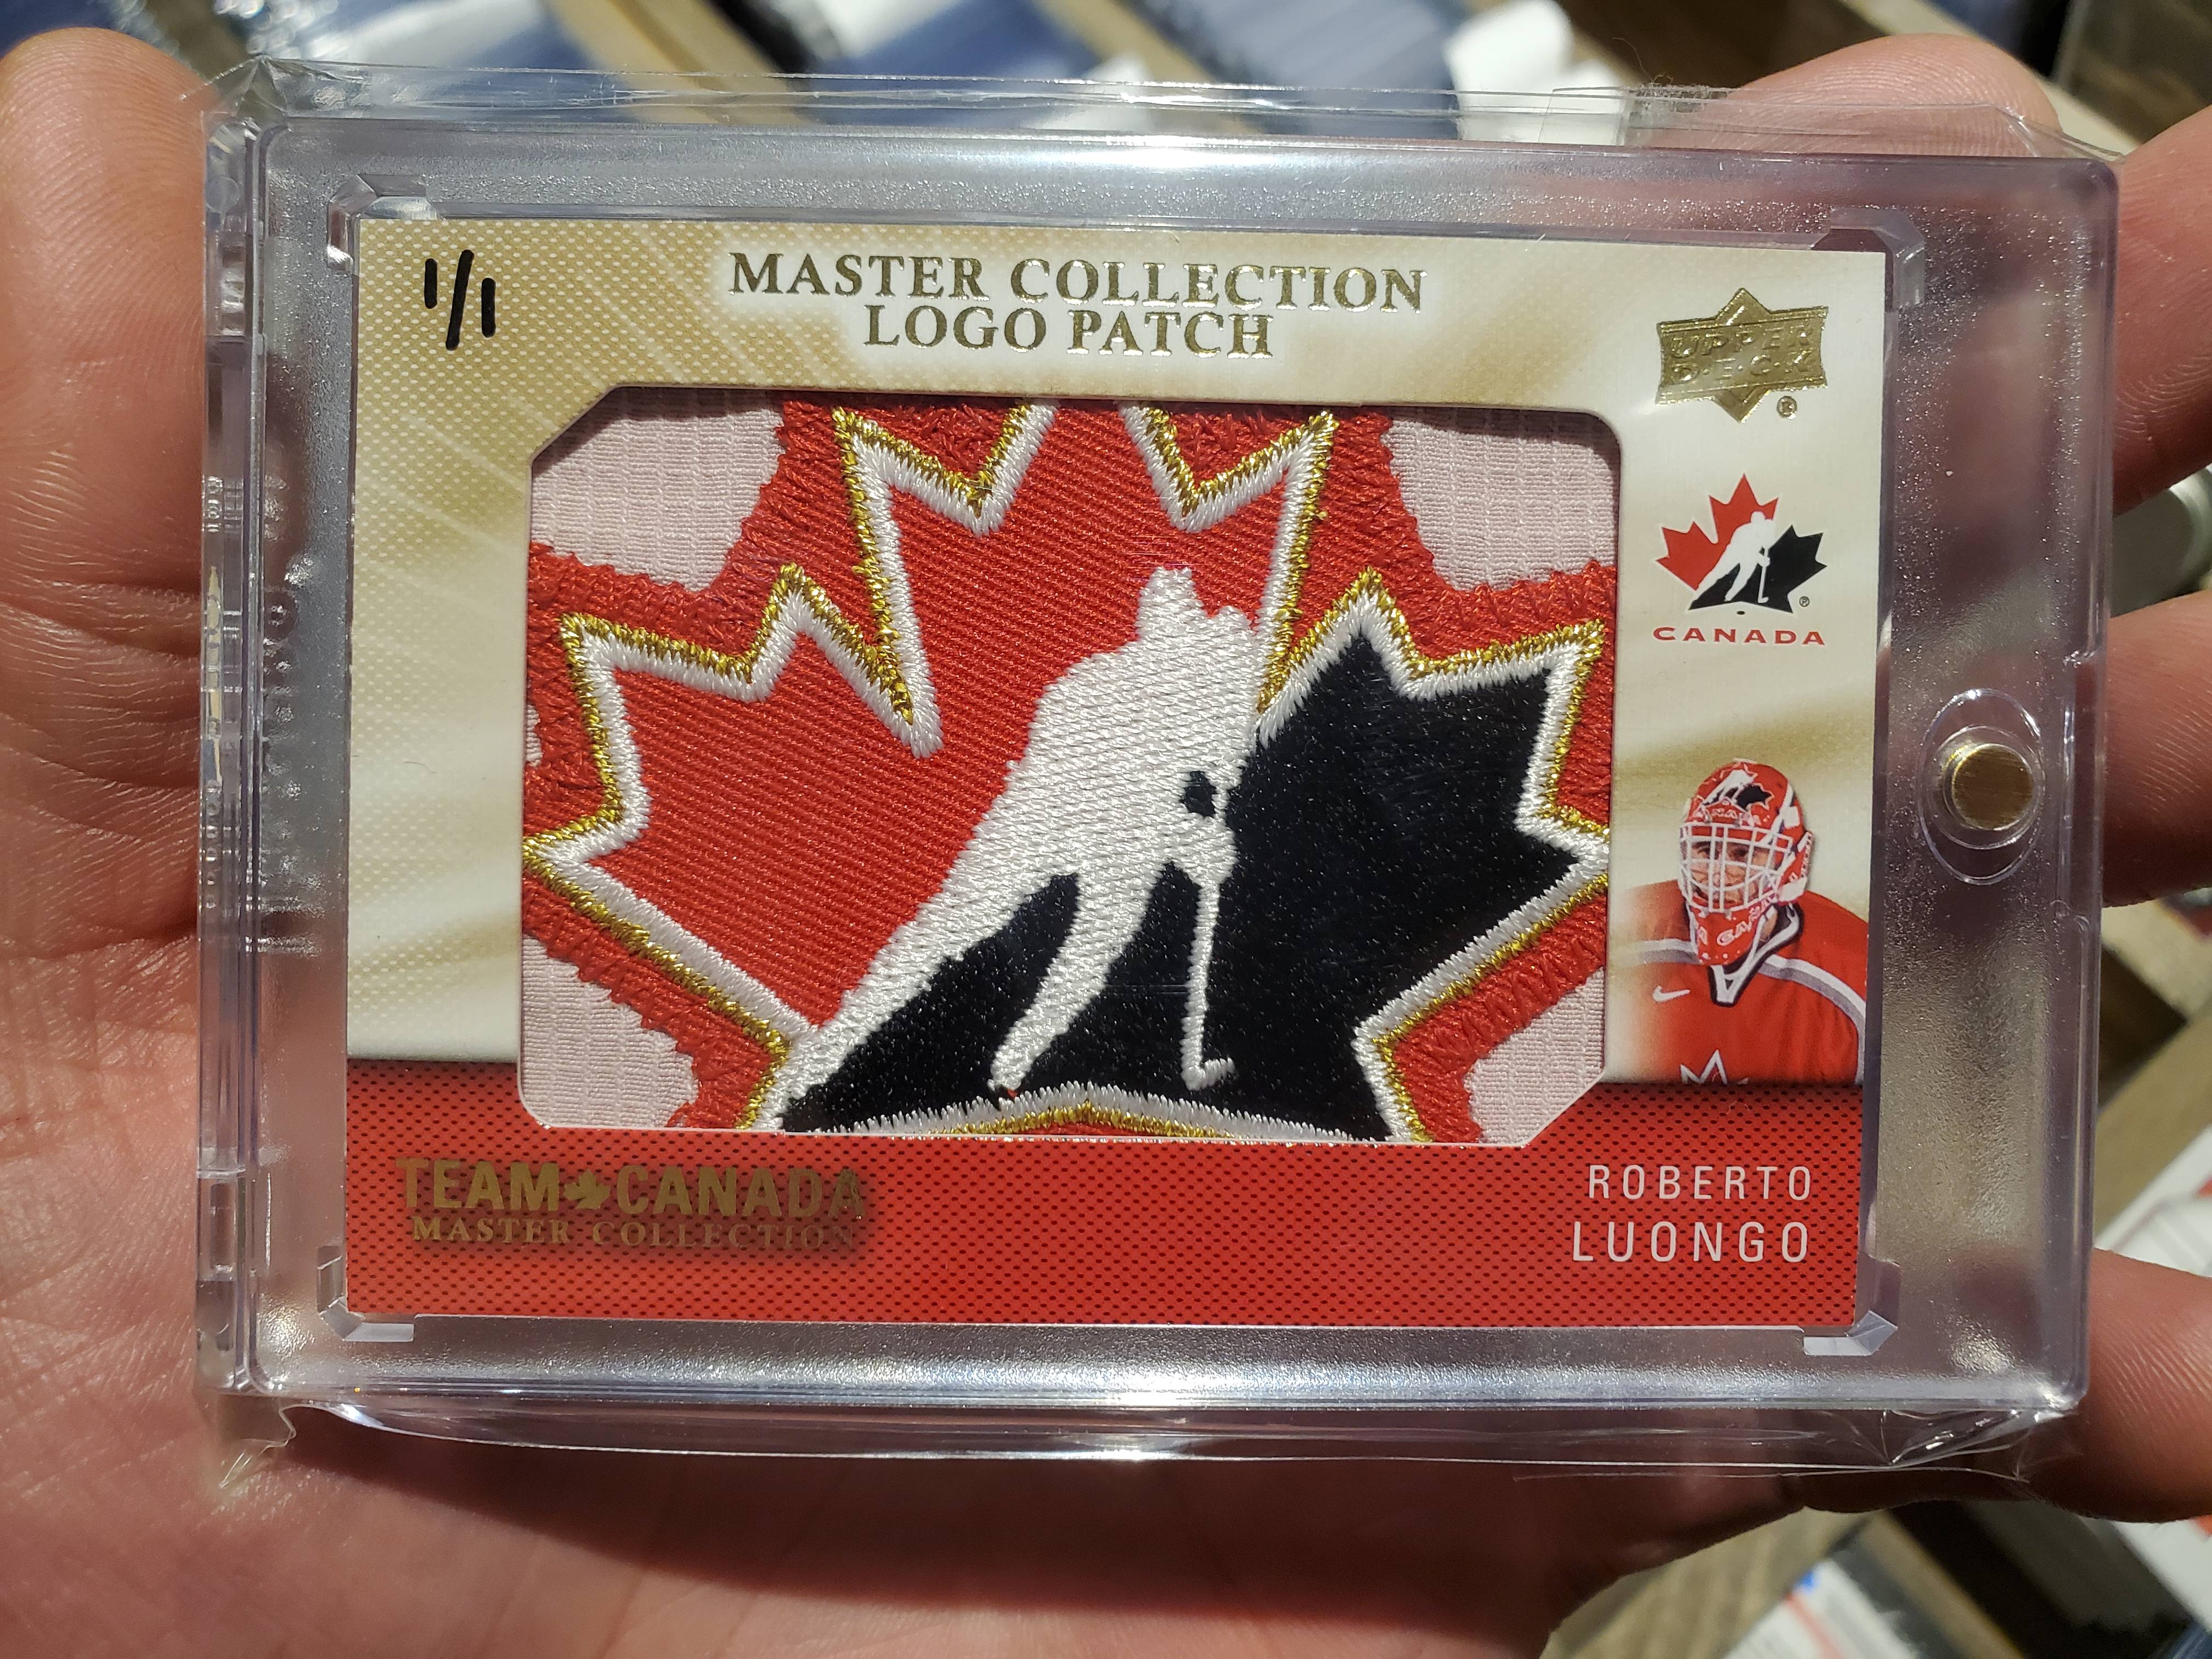 1/1
MASTER COLLECTION
LOGO PATCH
UPPER
DECK
®
®
CANADA
TEAM CANADA
MASTER COLLECTION
ROBERTO
LUONGO